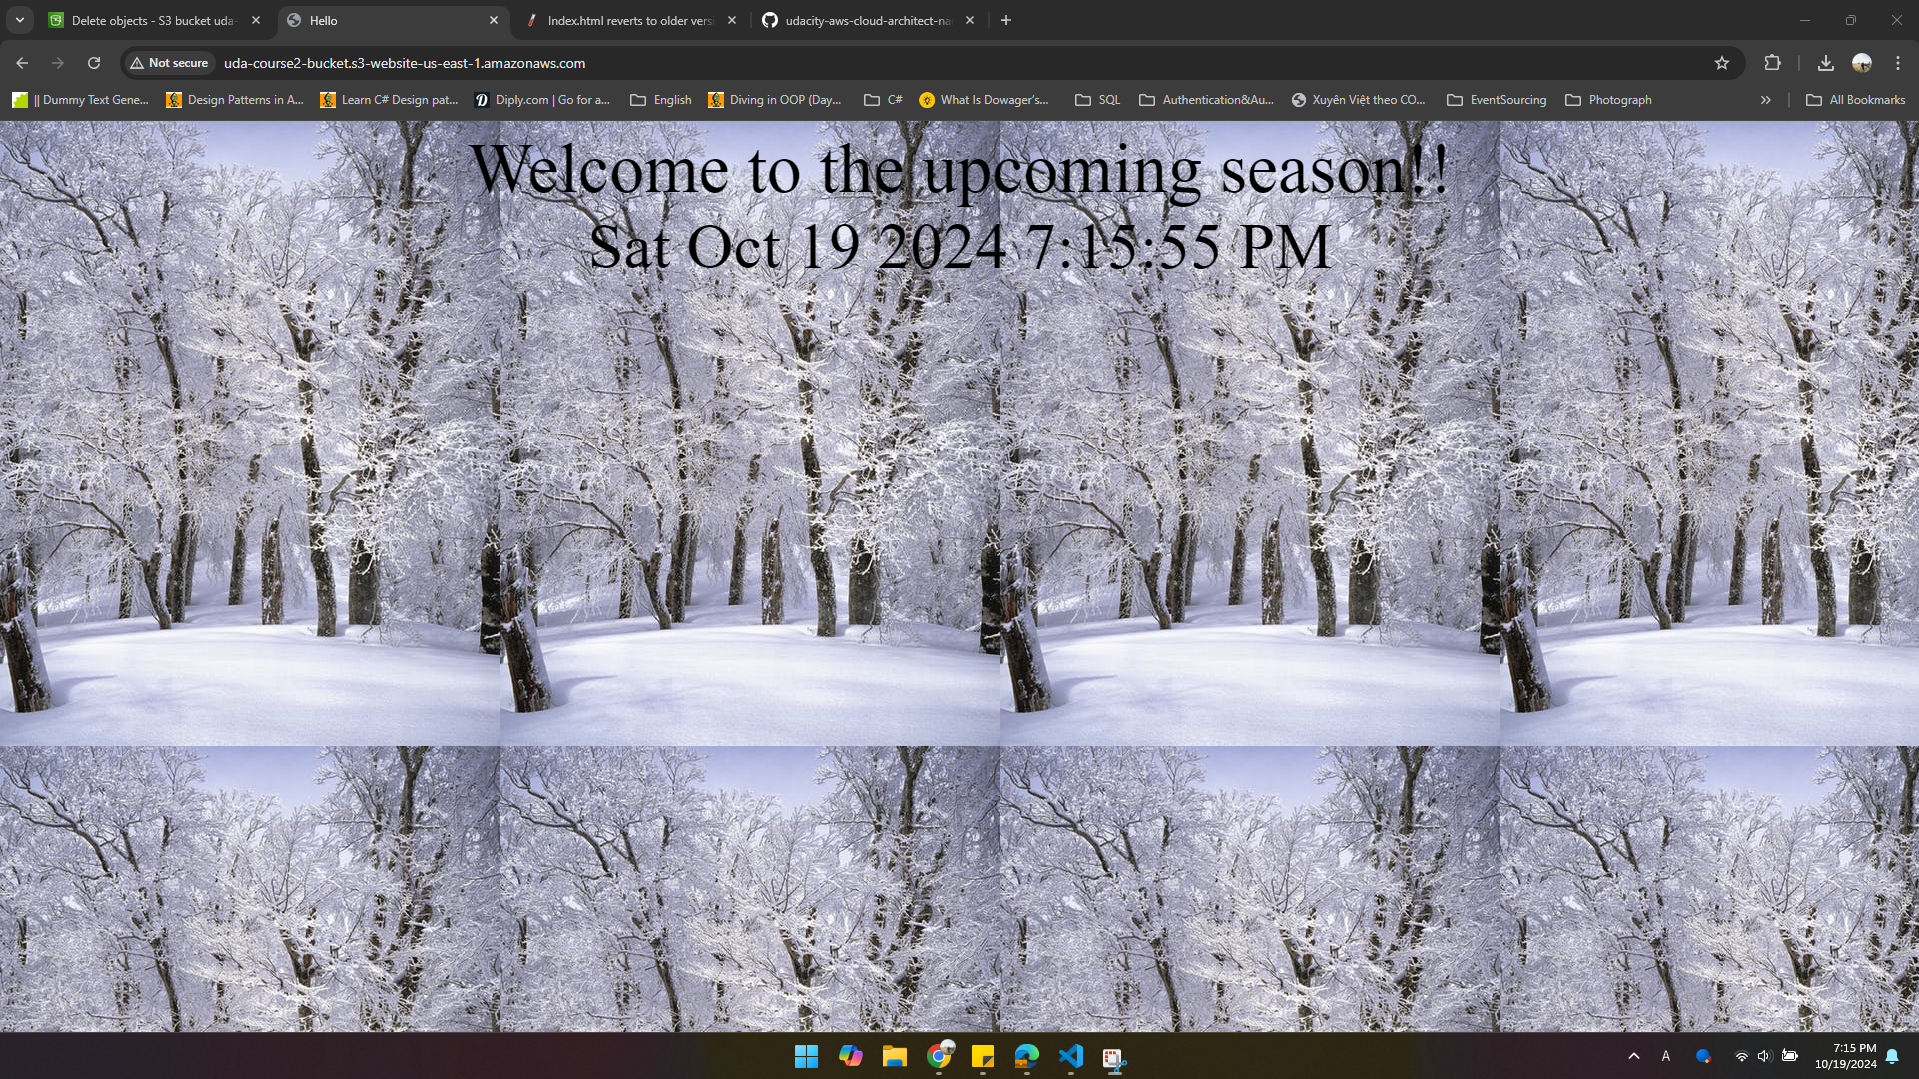 Delete objects - S3 bucket uda-
Hello
Index.html reverts to older versi
udacity-aws-cloud-architect-na
Not secure
uda-course2-bucket.s3-website-us-east-1.amazonaws.com
|| Dummy Text Gene...
Design Patterns in A...
Learn C# Design pat...
Diply.com | Go for a...
English
Diving in OOP (Day...
C#
What Is Dowager's...
SQL
Authentication&Au...
Xuyên Việt theo CO...
EventSourcing
Photograph
All Bookmarks
Welcome to the upcoming season!!
Sat Oct 19 2024 7:15:55 PM
A
7:15 PM
10/19/2024